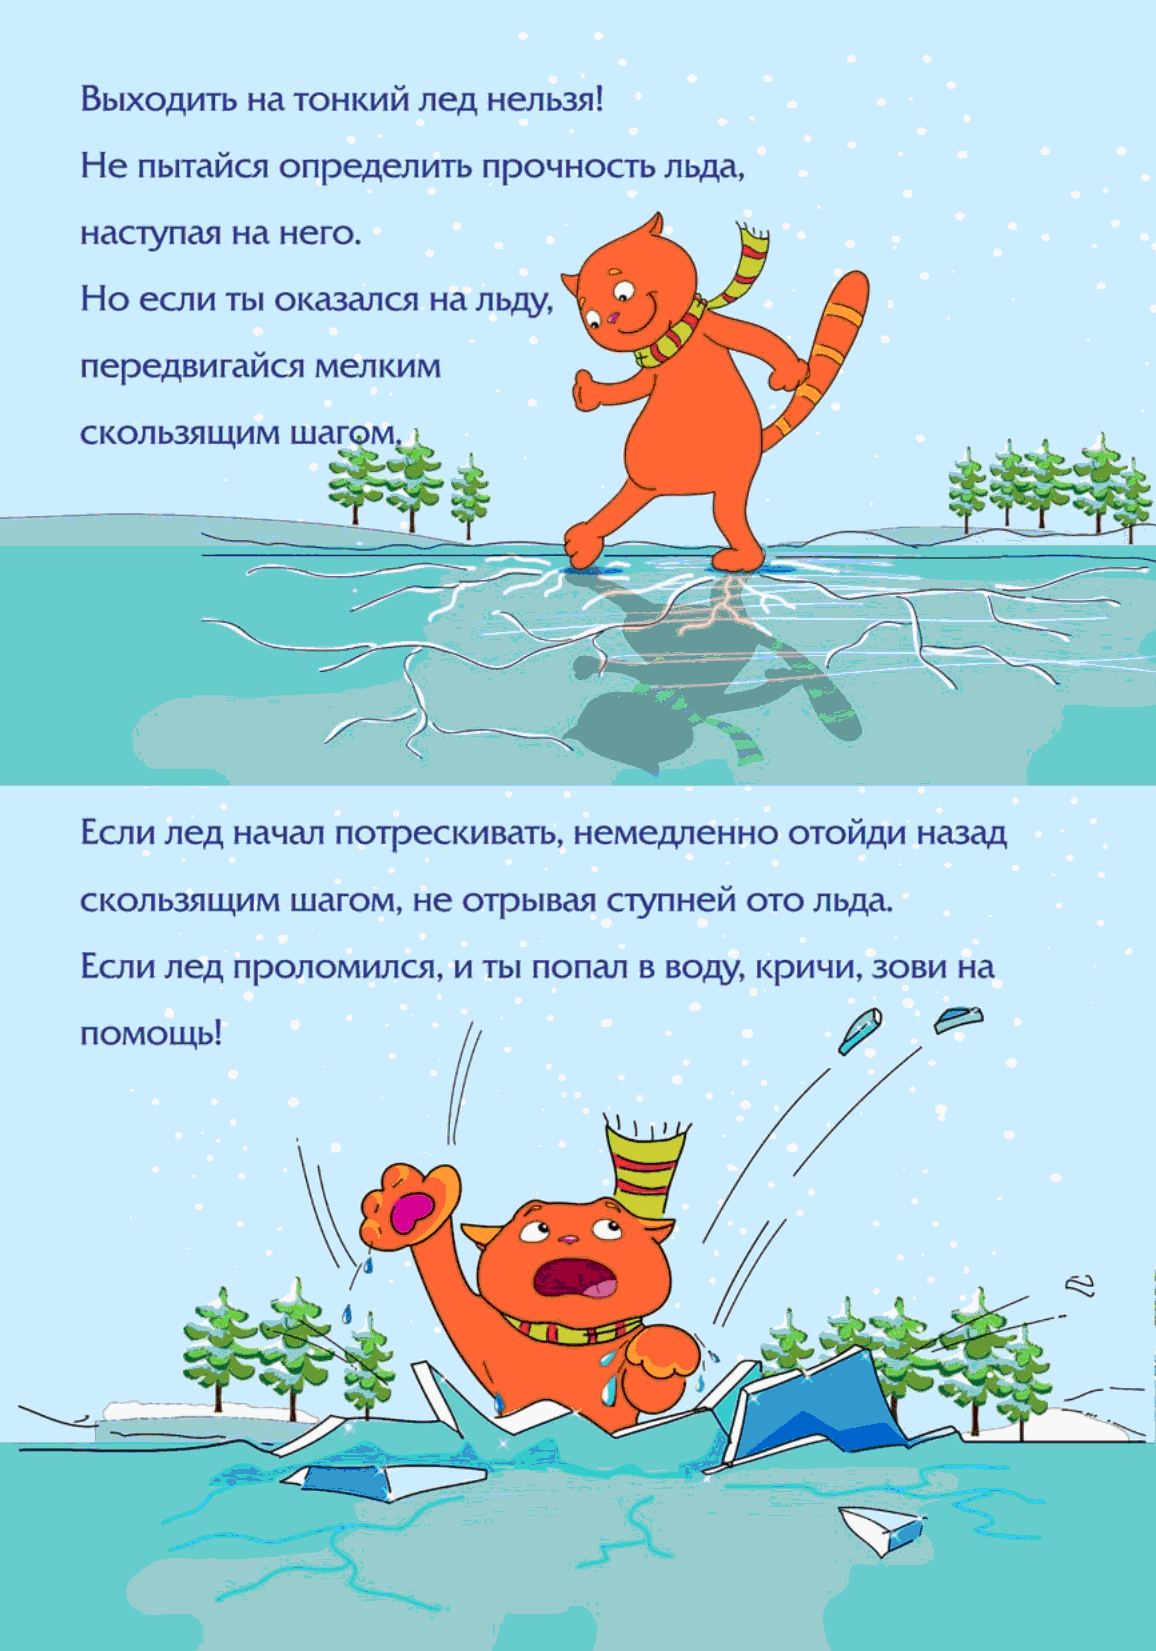 Выходить на тонкий лед нельзя!
Не пытайся определить прочность льда,
наступая на него.
Но если ты оказался на льду,
передвигайся мелким
скользящим шагом.
Если лед начал потрескивать, немедленно отойди назад
скользящим шагом, не отрывая ступней ото льда.
Если лед проломился, и ты попал в воду, кричи, зови на
помощь!